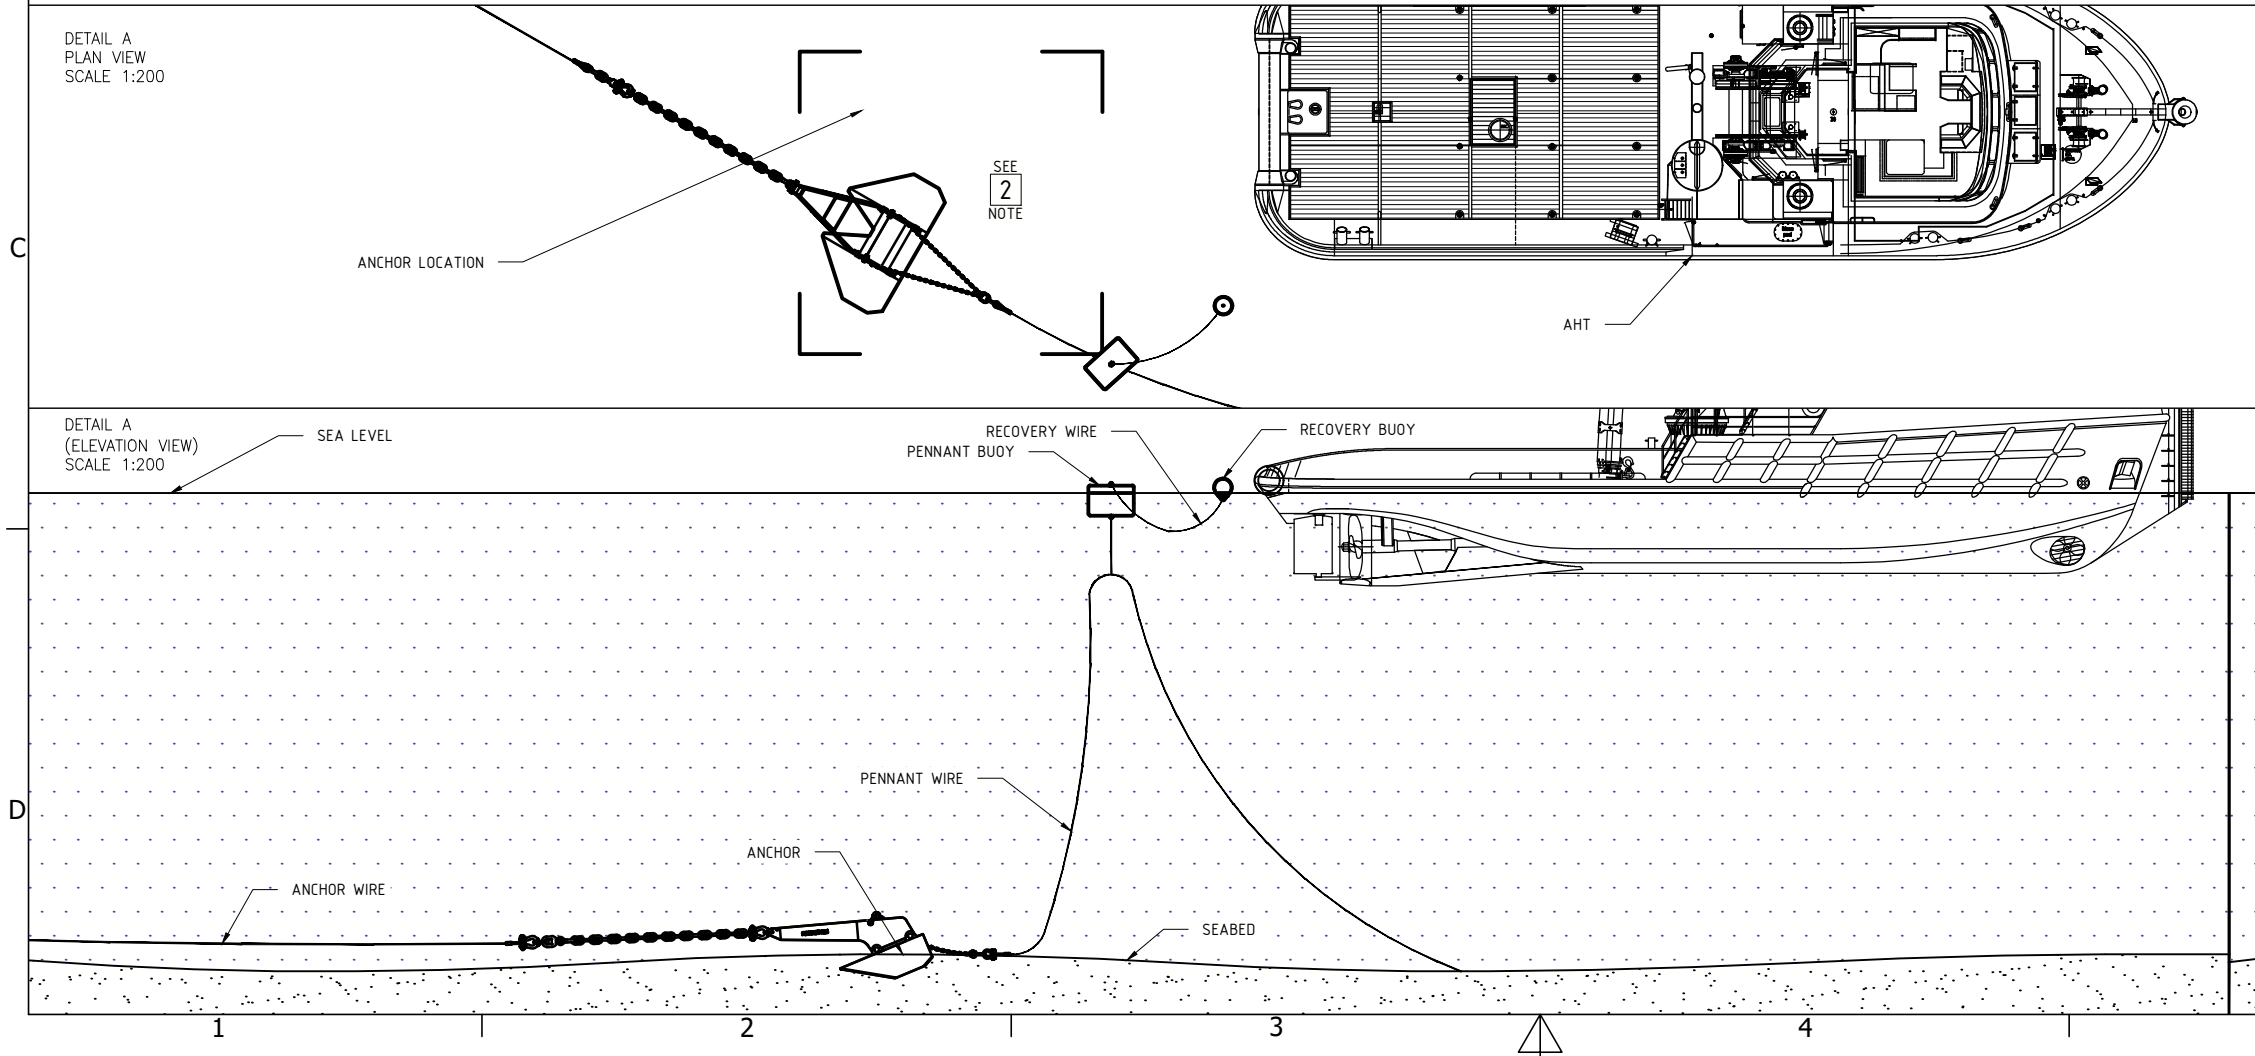 DETAIL A
PLAN VIEW
SCALE 1:200
SEE
2
NOTE
C
ANCHOR LOCATION
AHT
DETAIL A
(ELEVATION VIEW)
SCALE 1:200
SEA LEVEL
RECOVERY WIRE
PENNANT BUOY
RECOVERY BUOY
PENNANT WIRE
D
ANCHOR
ANCHOR WIRE
SEABED
1
2
3
4